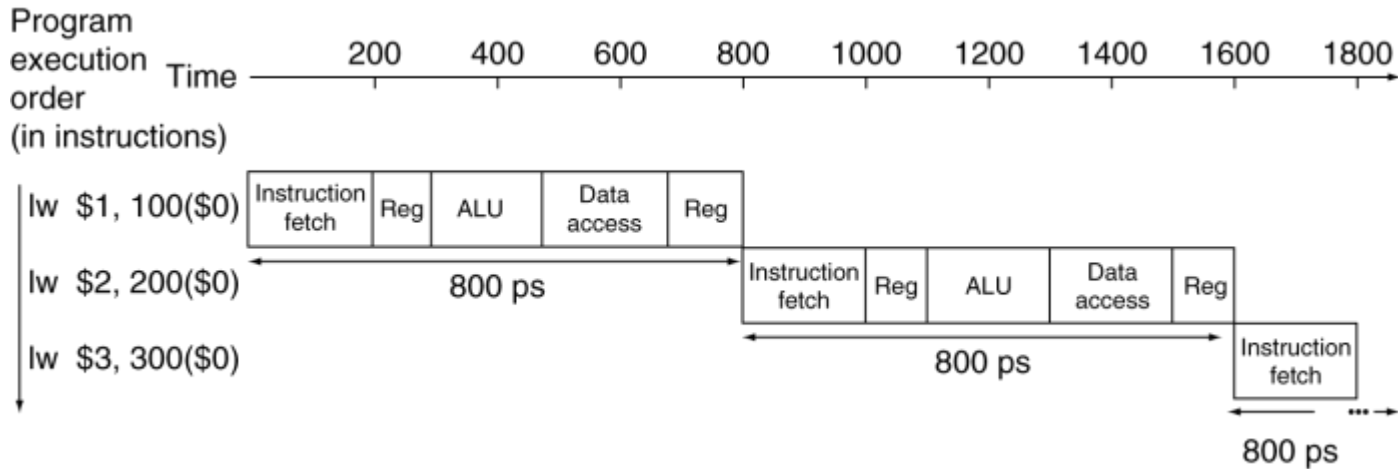 Program
execution
order
(in instructions)
Time
200 400 600 800 1000 1200 1400 1600 1800
lw $1, 100($0)
Instruction
fetch
Reg
ALU
Data
access
Reg
800 ps
lw $2, 200($0)
Instruction
fetch
Reg
ALU
Data
access
Reg
800 ps
lw $3, 300($0)
Instruction
fetch
...
800 ps